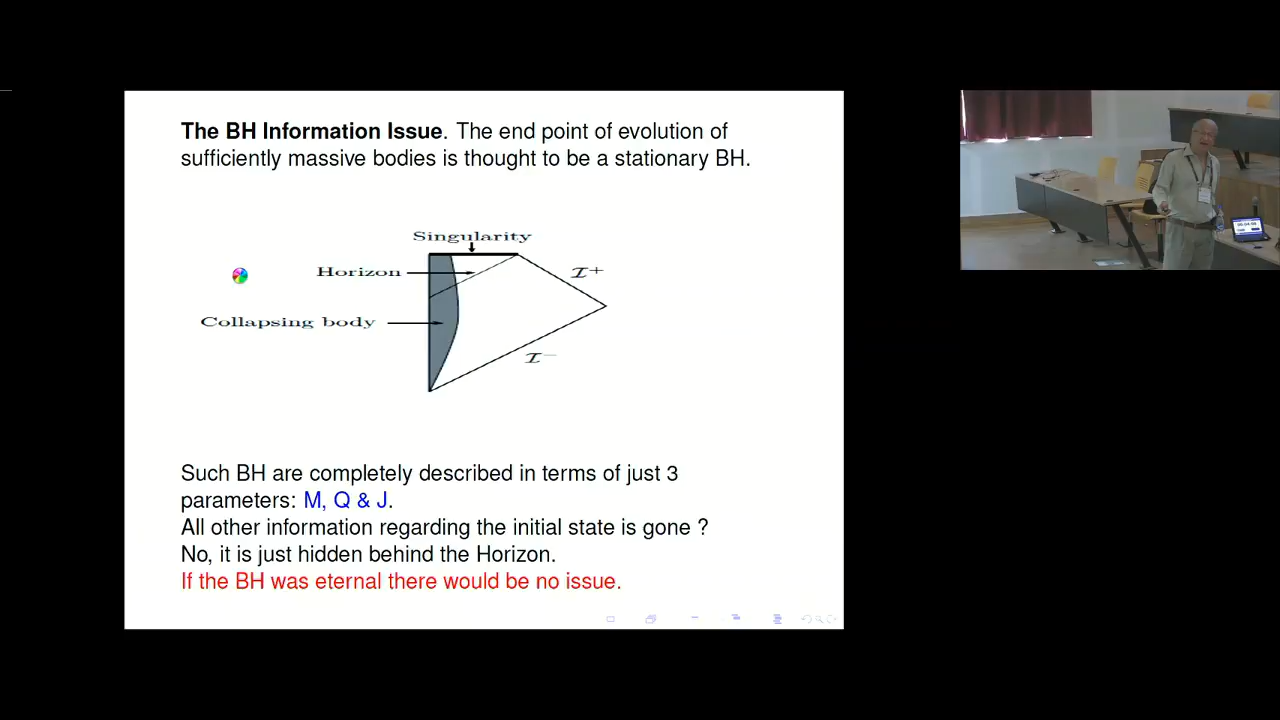 The BH Information Issue. The end point of evolution of
sufficiently massive bodies is thought to be a stationary BH.
Singularity
Horizon
I⁺
Collapsing body
I⁻
Such BH are completely described in terms of just 3
parameters: M, Q & J.
All other information regarding the initial state is gone ?
No, it is just hidden behind the Horizon.
If the BH was eternal there would be no issue.